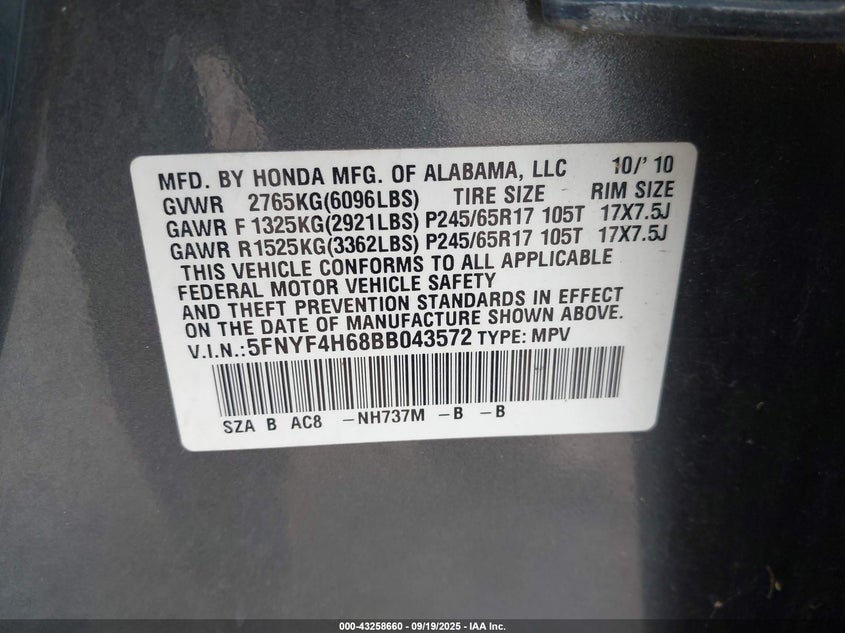 MFD. BY HONDA MFG. OF ALABAMA, LLC 10/' 10
GVWR 2765KG(6096LBS) TIRE SIZE RIM SIZE
GAWR F 1325KG(2921LBS) P245/65R17 105T 17X7.5J
GAWR R1525KG(3362LBS) P245/65R17 105T 17X7.5J
THIS VEHICLE CONFORMS TO ALL APPLICABLE
FEDERAL MOTOR VEHICLE SAFETY
AND THEFT PREVENTION STANDARDS IN EFFECT
ON THE DATE OF MANUFACTURE SHOWN ABOVE.
V.I.N.:5FNYF4H68BB043572 TYPE: MPV
SZA B AC8 -NH737M -B -B
000-43258660 - 09/19/2025 - IAA Inc.